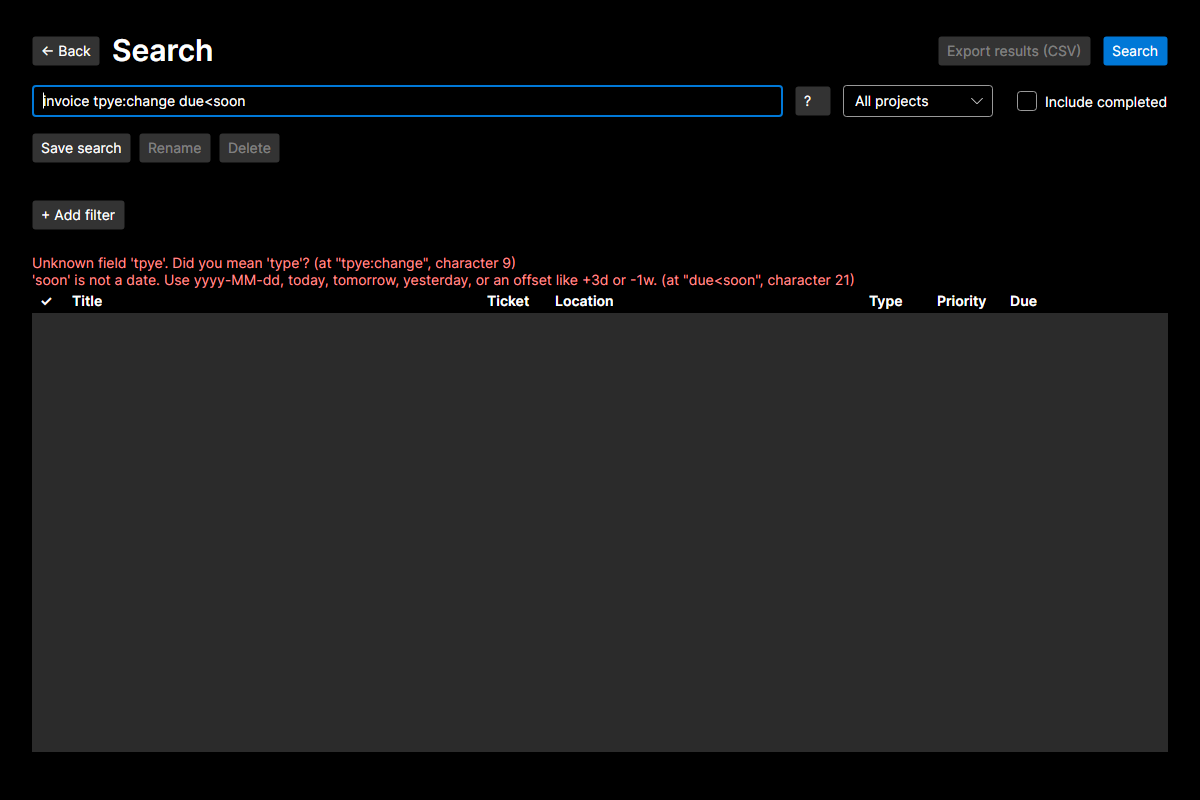 ← Back Search Export results (CSV) Search
invoice tpye:change due<soon ? All projects Include completed
Save search Rename Delete
+ Add filter
Unknown field 'tpye'. Did you mean 'type'? (at "tpye:change", character 9)
'soon' is not a date. Use yyyy-MM-dd, today, tomorrow, yesterday, or an offset like +3d or -1w. (at "due<soon", character 21)
✓ Title Ticket Location Type Priority Due